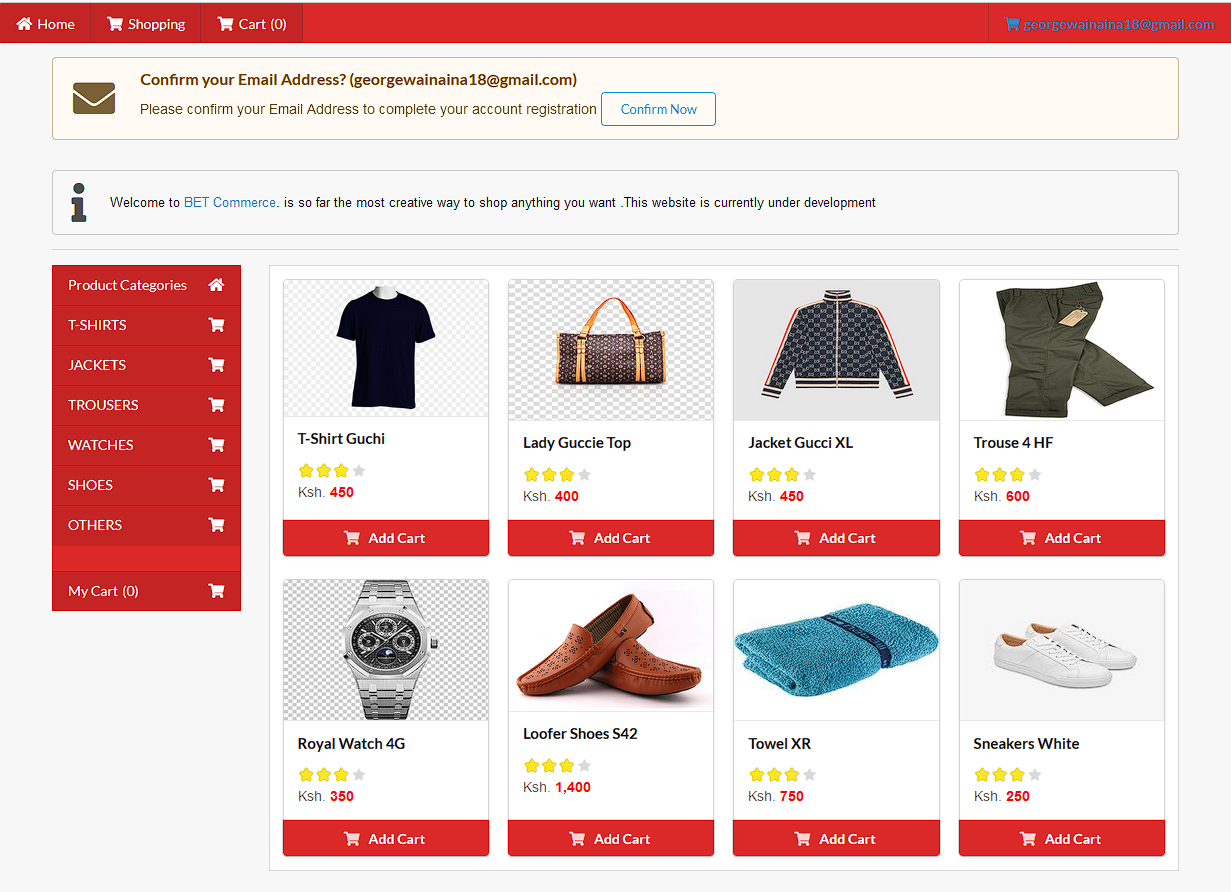 Home Shopping Cart (0) georgewainaina18@gmail.com
Confirm your Email Address? (georgewainaina18@gmail.com)
Please confirm your Email Address to complete your account registration Confirm Now
Welcome to BET Commerce. is so far the most creative way to shop anything you want .This website is currently under development
Product Categories
T-SHIRTS
JACKETS
TROUSERS
WATCHES
SHOES
OTHERS
My Cart (0)
T-Shirt Guchi
Ksh. 450
Add Cart
Lady Guccie Top
Ksh. 400
Add Cart
Jacket Gucci XL
Ksh. 450
Add Cart
Trouse 4 HF
Ksh. 600
Add Cart
Royal Watch 4G
Ksh. 350
Add Cart
Loofer Shoes S42
Ksh. 1,400
Add Cart
Towel XR
Ksh. 750
Add Cart
Sneakers White
Ksh. 250
Add Cart